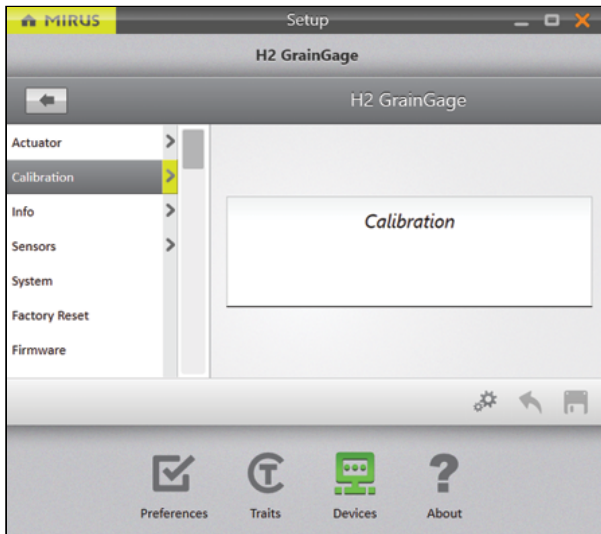 MIRUS Setup
H2 GrainGage
H2 GrainGage
Actuator
Calibration
Info
Sensors
System
Factory Reset
Firmware
Calibration
Preferences Traits Devices About